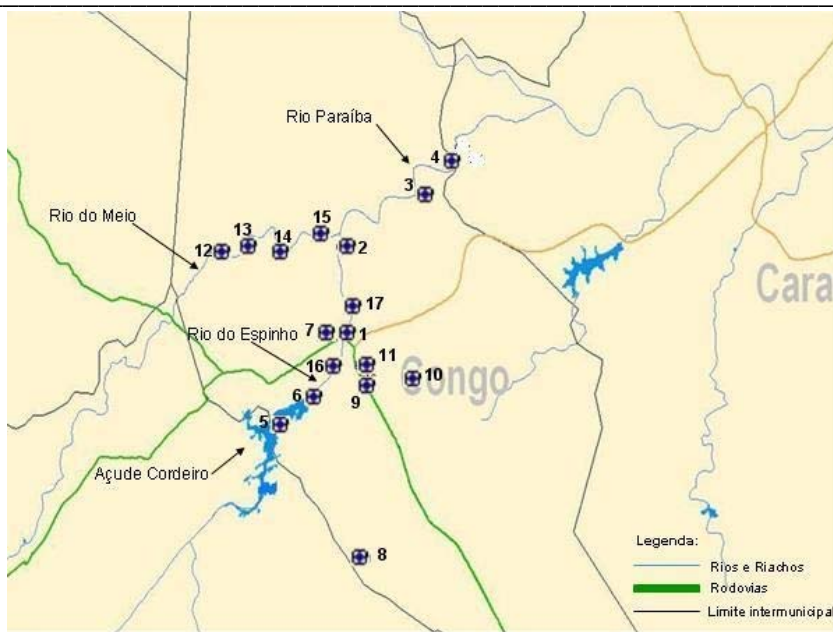 Rio Paraíba
4
3
Rio do Meio
15
13
12
14
2
17
Cara
Rio do Espinho
7
1
16
11
Congo
10
6
9
5
Açude Cordeiro
8
Legenda:
Rios e Riachos
Rodovias
Limite intermunicipal